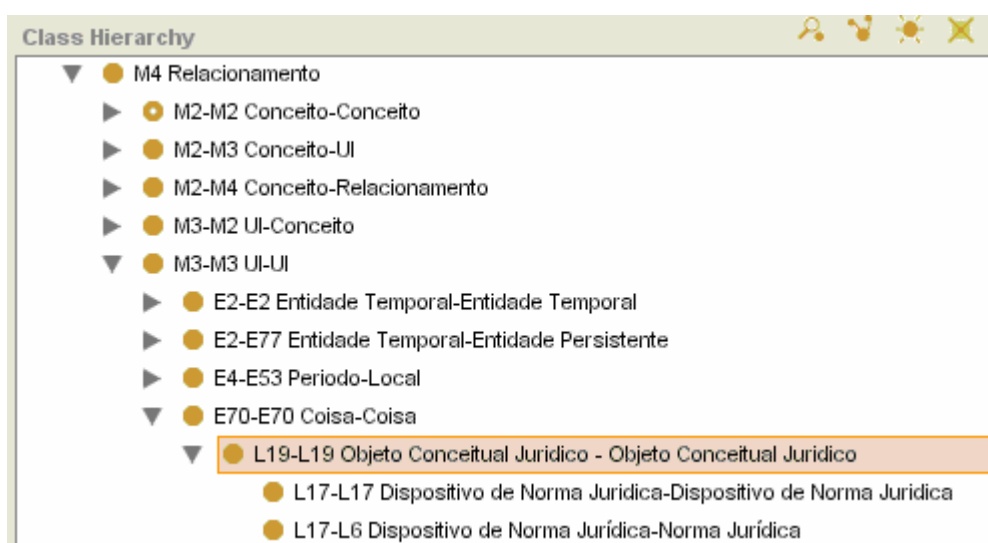 Class Hierarchy
M4 Relacionamento
M2-M2 Conceito-Conceito
M2-M3 Conceito-UI
M2-M4 Conceito-Relacionamento
M3-M2 UI-Conceito
M3-M3 UI-UI
E2-E2 Entidade Temporal-Entidade Temporal
E2-E77 Entidade Temporal-Entidade Persistente
E4-E53 Periodo-Local
E70-E70 Coisa-Coisa
L19-L19 Objeto Conceitual Juridico - Objeto Conceitual Juridico
L17-L17 Dispositivo de Norma Juridica-Dispositivo de Norma Juridica
L17-L6 Dispositivo de Norma Jurídica-Norma Jurídica